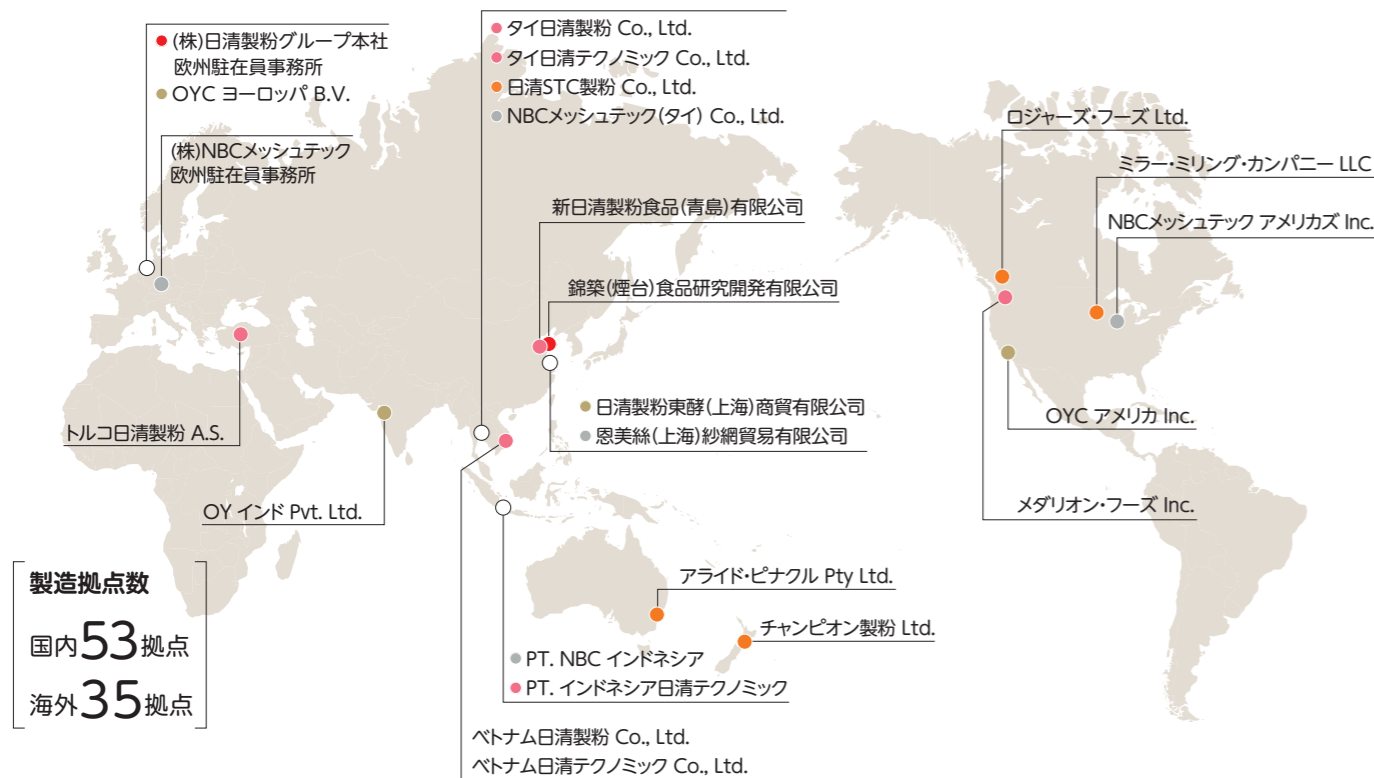 (株)日清製粉グループ本社
欧州駐在員事務所
OYC ヨーロッパ B.V.
(株)NBCメッシュテック
欧州駐在員事務所
タイ日清製粉 Co., Ltd.
タイ日清テクノミック Co., Ltd.
日清STC製粉 Co., Ltd.
NBCメッシュテック(タイ) Co., Ltd.
新日清製粉食品(青島)有限公司
錦築(煙台)食品研究開発有限公司
日清製粉東酵(上海)商貿有限公司
恩美絲(上海)紗網貿易有限公司
ロジャーズ・フーズ Ltd.
ミラー・ミリング・カンパニー LLC
NBCメッシュテック アメリカズ Inc.
OYC アメリカ Inc.
メダリオン・フーズ Inc.
トルコ日清製粉 A.S.
OY インド Pvt. Ltd.
アライド・ピナクル Pty Ltd.
チャンピオン製粉 Ltd.
PT. NBC インドネシア
PT. インドネシア日清テクノミック
ベトナム日清製粉 Co., Ltd.
ベトナム日清テクノミック Co., Ltd.
製造拠点数
国内53拠点
海外35拠点